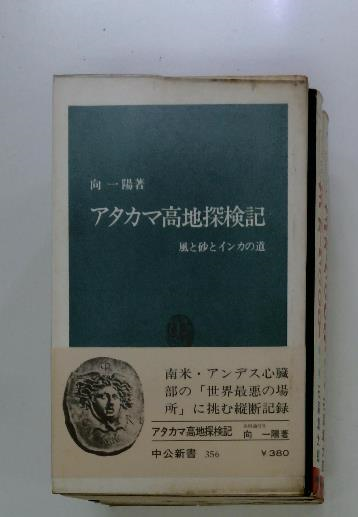 向 一陽著
アタカマ高地探検記
風と砂とインカの道
南米・アンデス心臓
部の「世界最悪の場
所」に挑む縦断記録
アタカマ高地探検記 向 一陽著
中公新書 356 ￥380